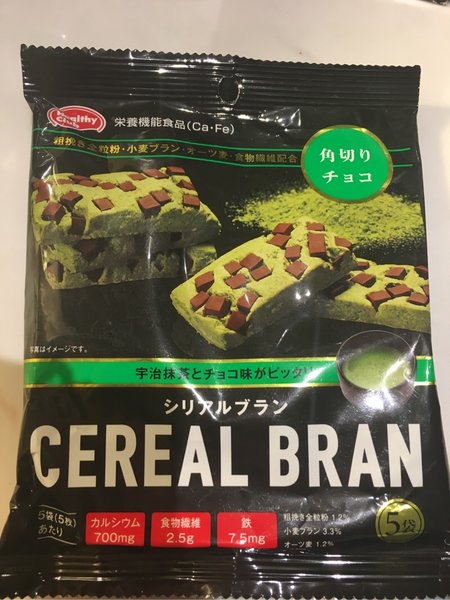 Healthy
Club
栄養機能食品(Ca・Fe)
粗挽き全粒粉・小麦ブラン・オーツ麦・食物繊維配合
角切り
チョコ
写真はイメージです。
宇治抹茶とチョコ味がピッタリ
シリアルブラン
CEREAL BRAN
5袋(5枚)
あたり
カルシウム
700mg
食物繊維
2.5g
鉄
7.5mg
粗挽き全粒粉 1.2%
小麦ブラン 3.3%
オーツ麦 1.2%
5袋